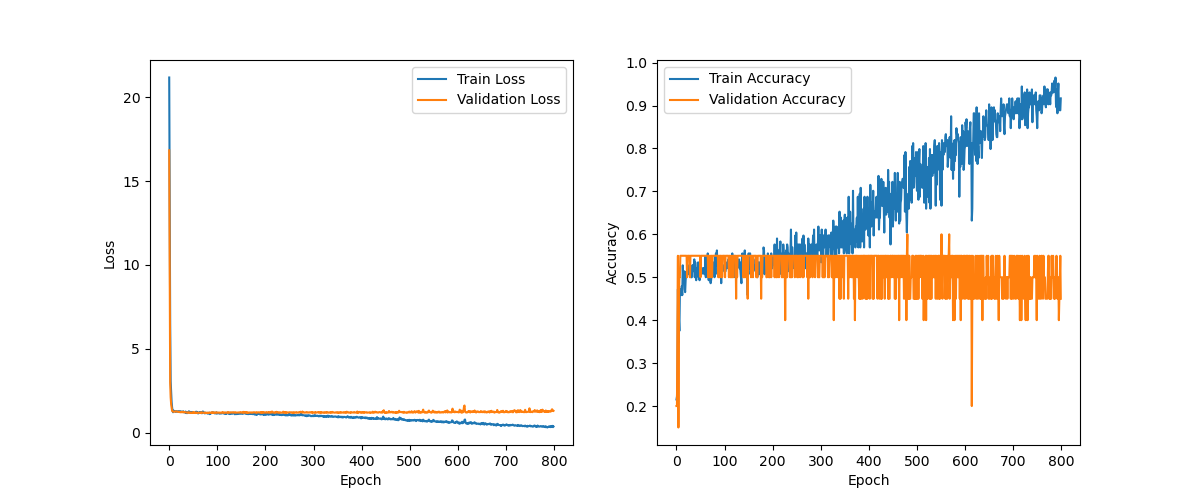 Train Loss
Validation Loss
20
15
10
5
0
Loss
0 100 200 300 400 500 600 700 800
Epoch
Train Accuracy
Validation Accuracy
1.0
0.9
0.8
0.7
0.6
0.5
0.4
0.3
0.2
Accuracy
0 100 200 300 400 500 600 700 800
Epoch